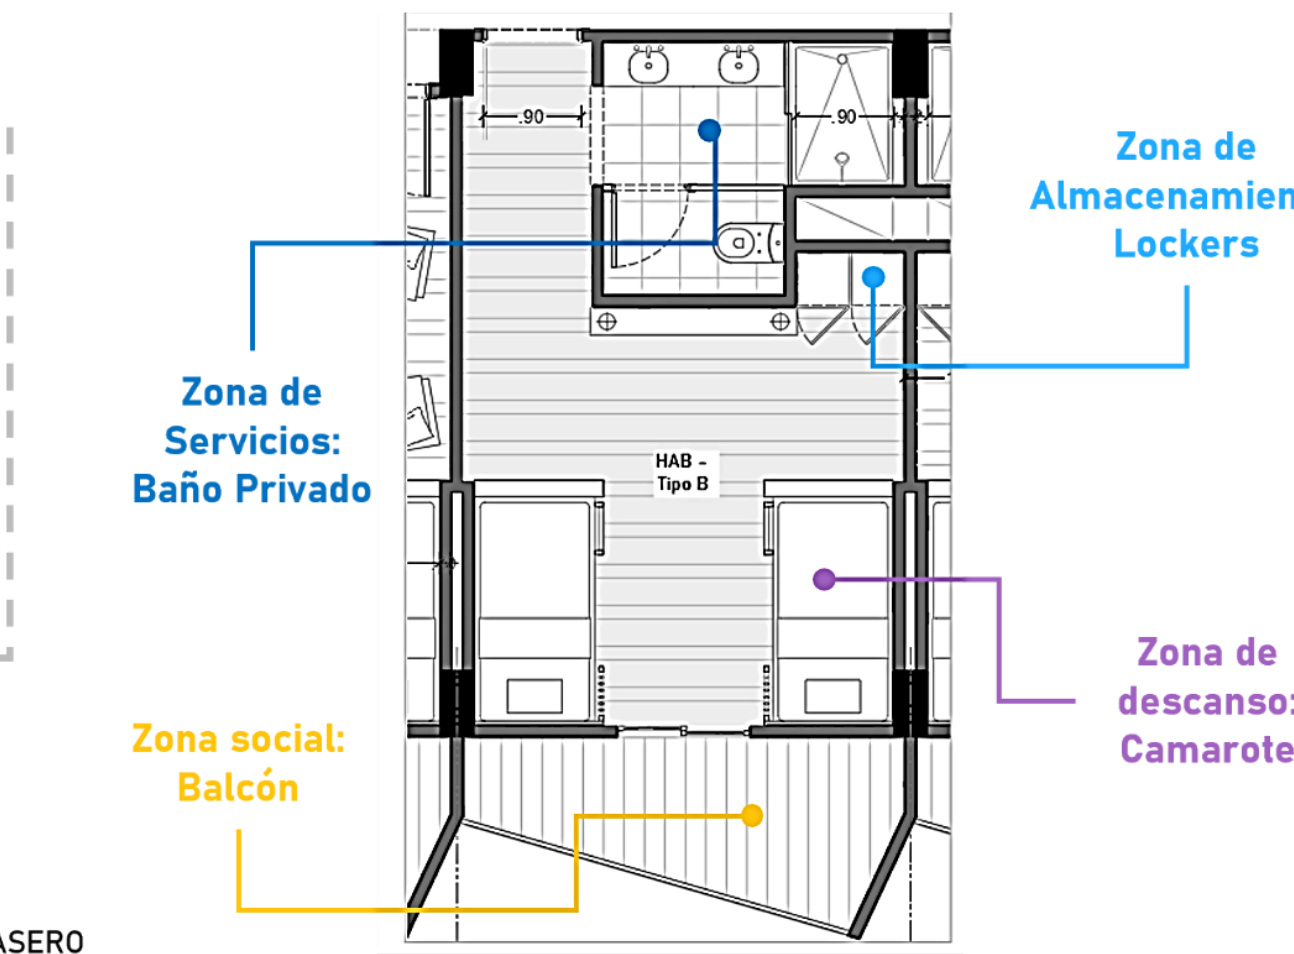 .90
.90
Zona de
Almacenamien
Lockers
Zona de
Servicios:
Baño Privado
HAB -
Tipo B
Zona de
descanso:
Camarote
Zona social:
Balcón
ASERO